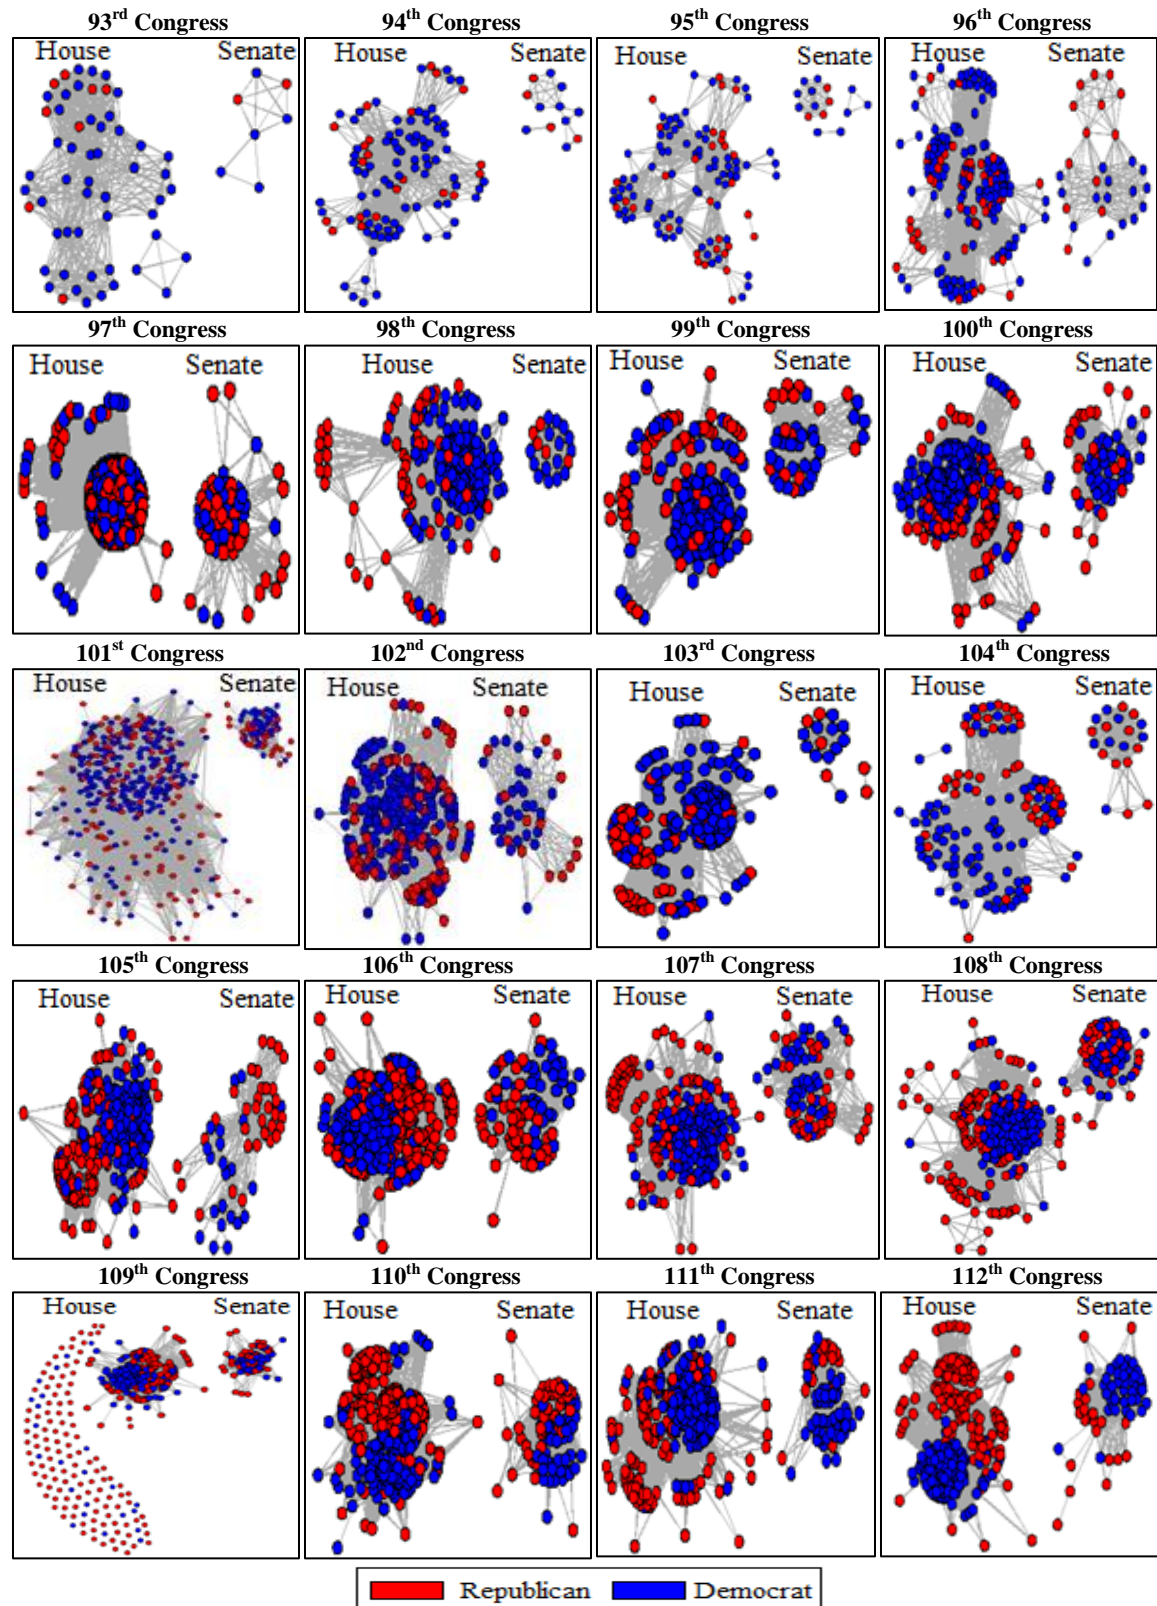 93rd Congress 94th Congress 95th Congress 96th Congress
House Senate House Senate House Senate House Senate
97th Congress 98th Congress 99th Congress 100th Congress
House Senate House Senate House Senate House Senate
101st Congress 102nd Congress 103rd Congress 104th Congress
House Senate House Senate House Senate House Senate
105th Congress 106th Congress 107th Congress 108th Congress
House Senate House Senate House Senate House Senate
109th Congress 110th Congress 111th Congress 112th Congress
House Senate House Senate House Senate House Senate
Republican Democrat